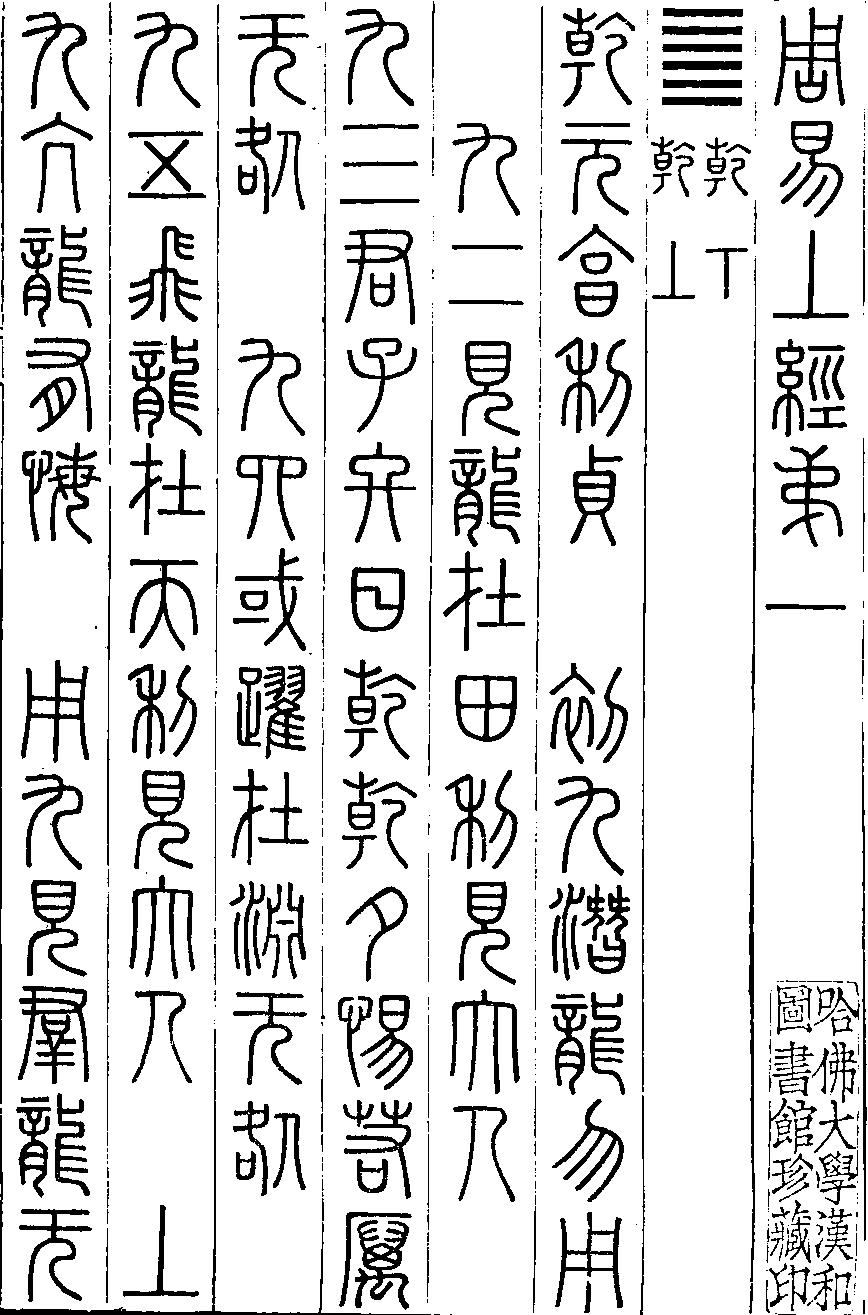 周易上經弟一
䷀ 乾下
乾上
乾元亨利貞 初九潛龍勿用
九二見龍在田利見大人
九三君子終日乾乾夕惕若厲
无咎 九四或躍在淵无咎
九五飛龍在天利見大人 上
九亢龍有悔 用九見羣龍无
哈佛大學漢和
圖書館珍藏印